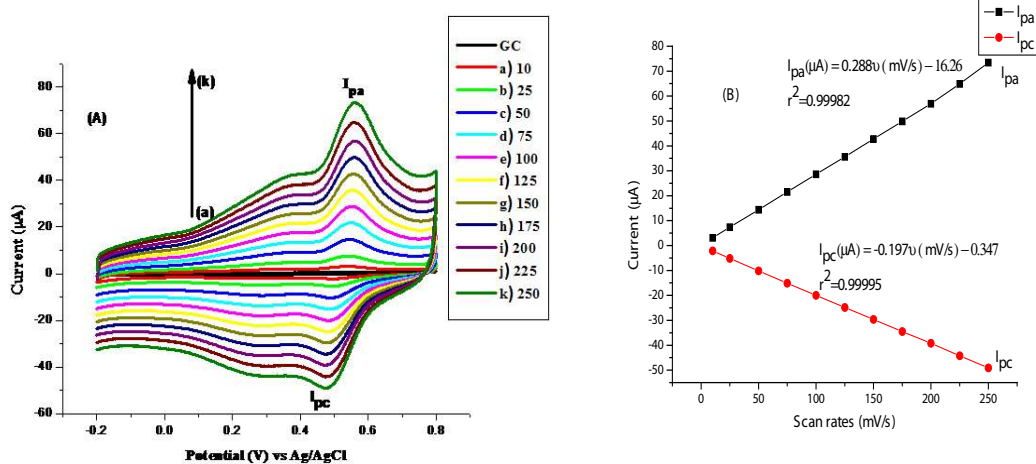 (A)
(k)
(a)
Ipa
Ipc
80
60
40
20
0
-20
-40
-60
-0.2
0.0
0.2
0.4
0.6
0.8
Current (µA)
Potential (V) vs Ag/AgCl
GC
a) 10
b) 25
c) 50
d) 75
e) 100
f) 125
g) 150
h) 175
i) 200
j) 225
k) 250
Ipa
Ipc
(B)
Ipa(µA) = 0.288υ ( mV/s) – 16.26
r²=0.99982
Ipa
Ipc(µA) = -0.197υ ( mV/s) – 0.347
r²=0.99995
Ipc
80
70
60
50
40
30
20
10
0
-10
-20
-30
-40
-50
0
50
100
150
200
250
Current (µA)
Scan rates (mV/s)